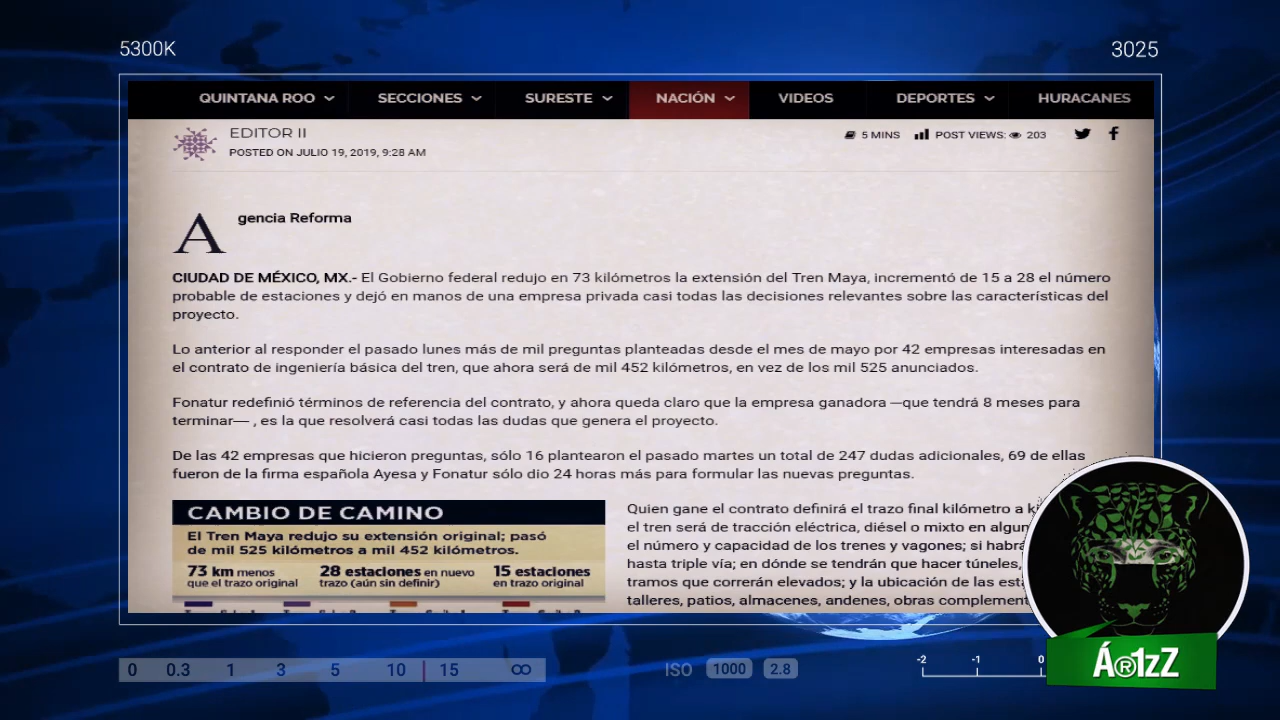 5300K
3025
QUINTANA ROO
SECCIONES
SURESTE
NACIÓN
VIDEOS
DEPORTES
HURACANES
EDITOR II
POSTED ON JULIO 19, 2019, 9:28 AM
5 MINS
POST VIEWS: 203
Agencia Reforma
CIUDAD DE MÉXICO, MX.- El Gobierno federal redujo en 73 kilómetros la extensión del Tren Maya, incrementó de 15 a 28 el número
probable de estaciones y dejó en manos de una empresa privada casi todas las decisiones relevantes sobre las características del
proyecto.
Lo anterior al responder el pasado lunes más de mil preguntas planteadas desde el mes de mayo por 42 empresas interesadas en
el contrato de ingeniería básica del tren, que ahora será de mil 452 kilómetros, en vez de los mil 525 anunciados.
Fonatur redefinió términos de referencia del contrato, y ahora queda claro que la empresa ganadora —que tendrá 8 meses para
terminar— , es la que resolverá casi todas las dudas que genera el proyecto.
De las 42 empresas que hicieron preguntas, sólo 16 plantearon el pasado martes un total de 247 dudas adicionales, 69 de ellas
fueron de la firma española Ayesa y Fonatur sólo dio 24 horas más para formular las nuevas preguntas.
CAMBIO DE CAMINO
El Tren Maya redujo su extensión original; pasó
de mil 525 kilómetros a mil 452 kilómetros.
73 km menos
que el trazo original
28 estaciones en nuevo
trazo (aún sin definir)
15 estaciones
en trazo original
Quien gane el contrato definirá el trazo final kilómetro a
el tren será de tracción eléctrica, diésel o mixto en
el número y capacidad de los trenes y vagones; si
hasta triple vía; en dónde se tendrán que hacer túneles,
tramos que correrán elevados; y la ubicación de las
talleres, patios, almacenes, andenes, obras
0 0.3 1 3 5 10 15 ∞
ISO 1000 2.8
-2 -1 0
Á®1zZ